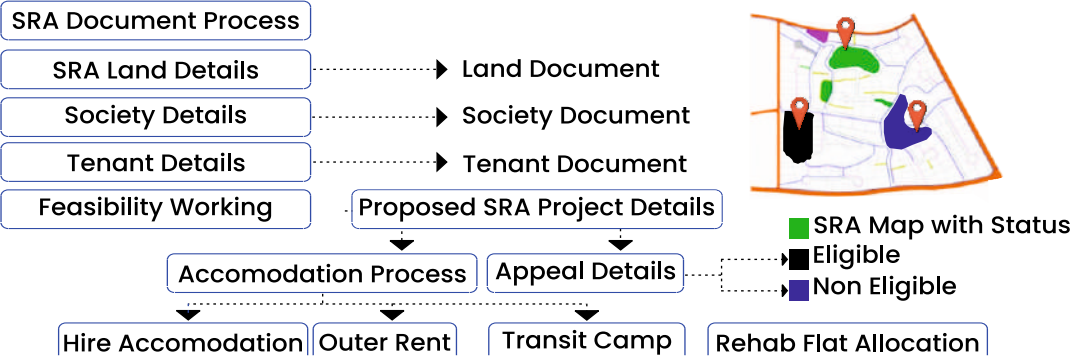 SRA Document Process
SRA Land Details
Land Document
Society Details
Society Document
Tenant Details
Tenant Document
Feasibility Working
Proposed SRA Project Details
SRA Map with Status
Eligible
Non Eligible
Accomodation Process
Appeal Details
Hire Accomodation
Outer Rent
Transit Camp
Rehab Flat Allocation